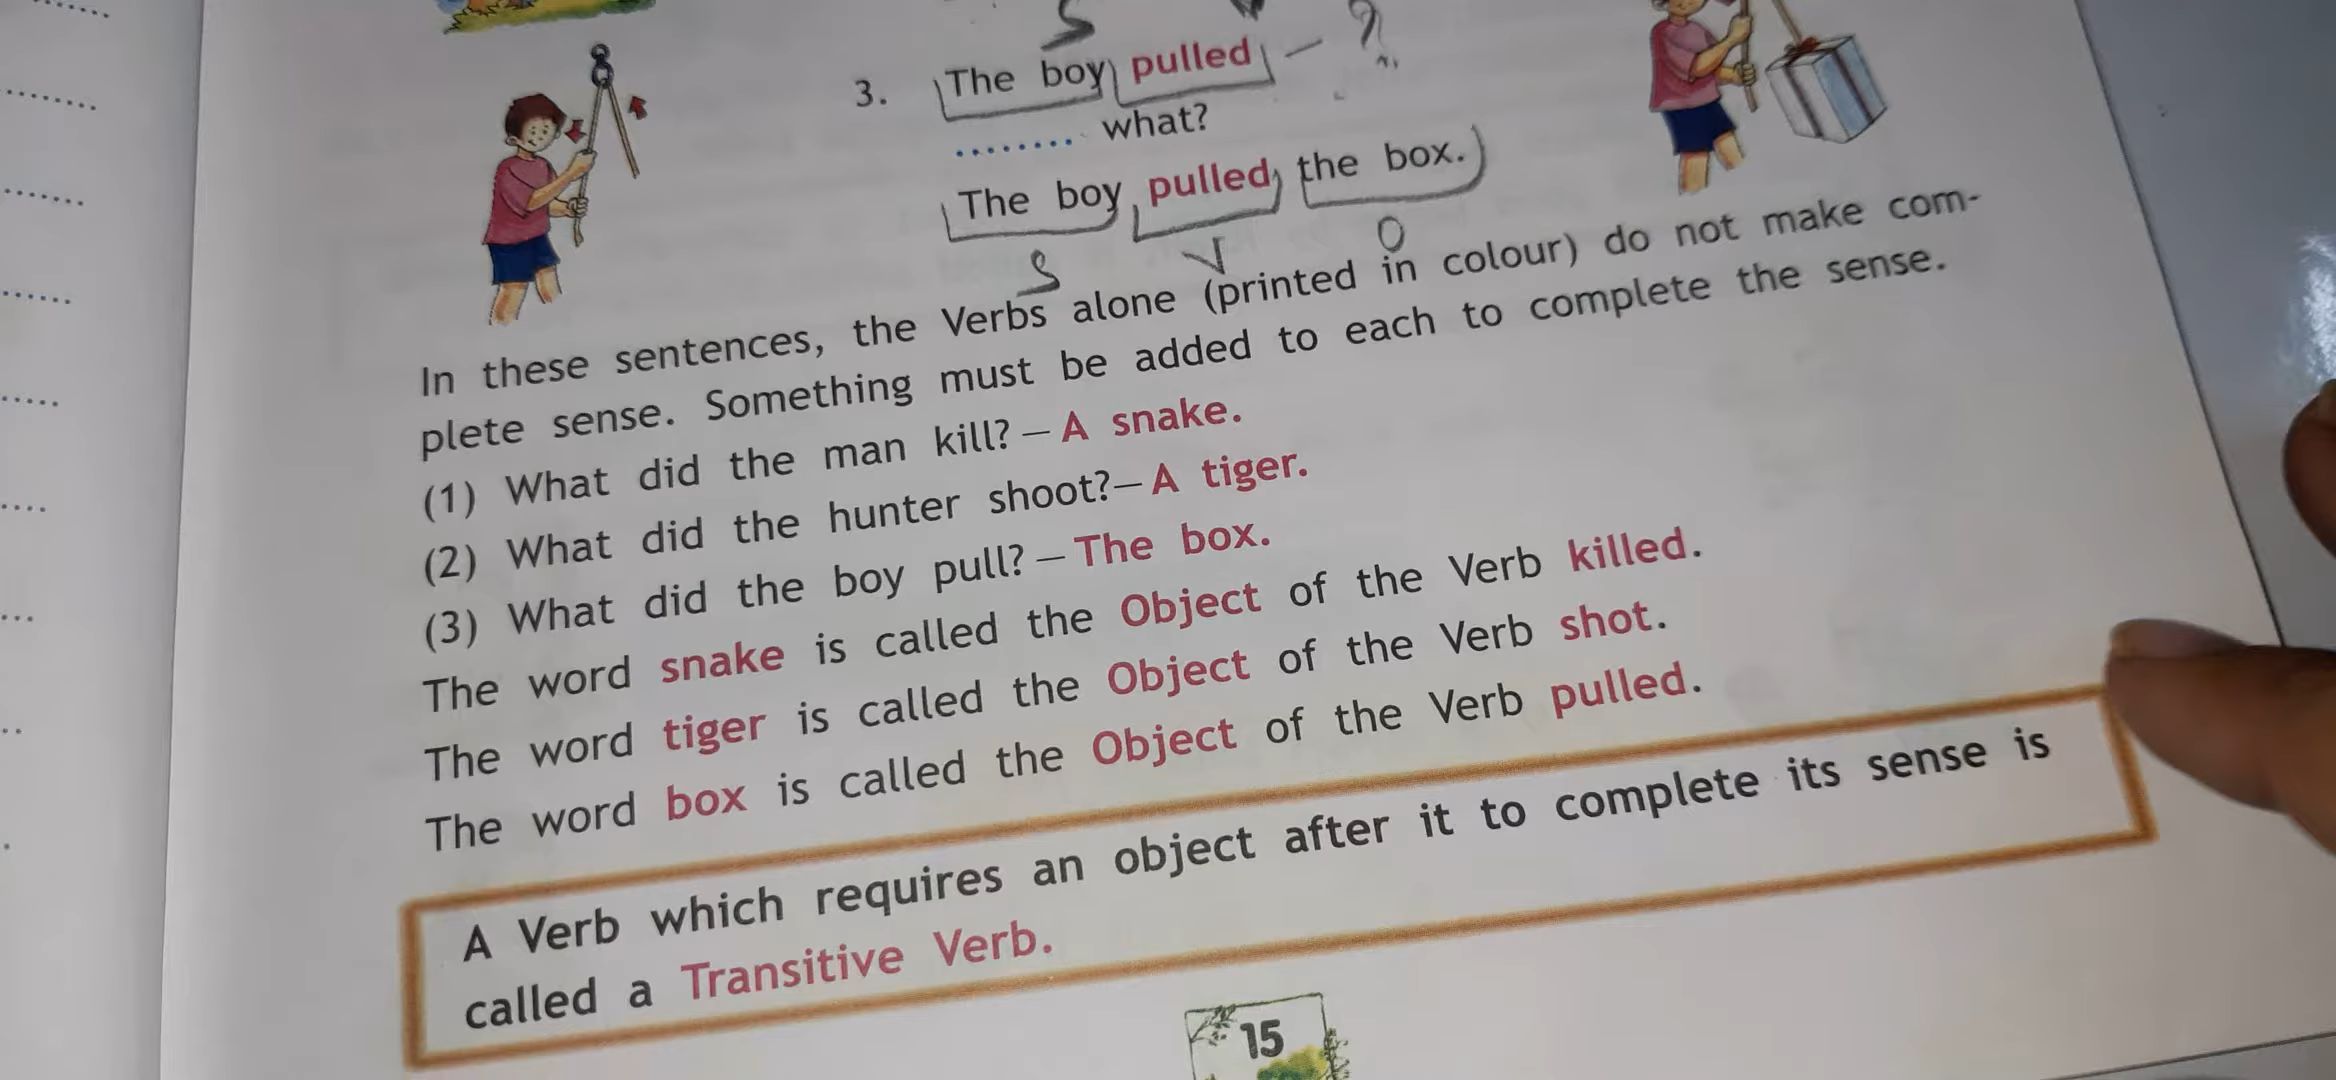 S
3. The boy pulled – ?
........ what?
The boy pulled the box.
S V O
In these sentences, the Verbs alone (printed in colour) do not make com-
plete sense. Something must be added to each to complete the sense.
(1) What did the man kill? – A snake.
(2) What did the hunter shoot?– A tiger.
(3) What did the boy pull? – The box.
The word snake is called the Object of the Verb killed.
The word tiger is called the Object of the Verb shot.
The word box is called the Object of the Verb pulled.
A Verb which requires an object after it to complete its sense is
called a Transitive Verb.
15